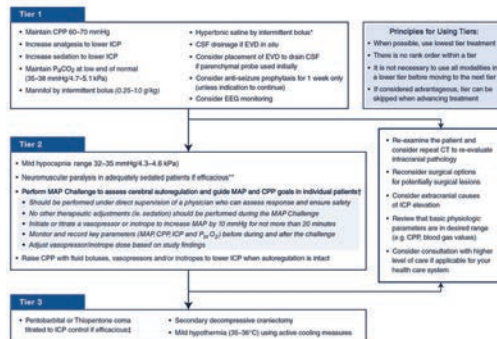 Tier 1
• Maintain CPP 60–70 mmHg
• Increase analgesia to lower ICP
• Increase sedation to lower ICP
• Maintain PaCO2 at low end of normal
(35–38 mmHg/4.7–5.1 kPa)
• Mannitol by intermittent bolus (0.25–1.0 g/kg)
• Hypertonic saline by intermittent bolus*
• CSF drainage if EVD in situ
• Consider placement of EVD to drain CSF
if parenchymal probe used initially
• Consider anti-seizure prophylaxis for 1 week only
(unless indication to continue)
• Consider EEG monitoring
Principles for Using Tiers:
• When possible, use lowest tier treatment
• There is no rank order within a tier
• It is not necessary to use all modalities in
a lower tier before moving to the next tier
• If considered advantageous, tier can be
skipped when advancing treatment
Tier 2
• Mild hypocapnia range 32–35 mmHg/4.3–4.6 kPa)
• Neuromuscular paralysis in adequately sedated patients if efficacious**
• Perform MAP Challenge to assess cerebral autoregulation and guide MAP and CPP goals in individual patients†
• Should be performed under direct supervision of a physician who can assess response and ensure safety
• No other therapeutic adjustments (ie. sedation) should be performed during the MAP Challenge
• Initiate or titrate a vasopressor or inotrope to increase MAP by 10 mmHg for not more than 20 minutes
• Monitor and record key parameters (MAP, CPP, ICP and PbtO2) before during and after the challenge
• Adjust vasopressor/inotrope dose based on study findings
• Raise CPP with fluid boluses, vasopressors and/or inotropes to lower ICP when autoregulation is intact
• Re-examine the patient and
consider repeat CT to re-evaluate
intracranial pathology
• Reconsider surgical options for
potentially surgical lesions
• Consider extracranial causes
of ICP elevation
• Review that basic physiologic
parameters are in desired range
(e.g. CPP, blood gas values)
• Consider consultation with
higher level of care if applicable for
your health care system
Tier 3
• Pentobarbital or Thiopentone coma
titrated to ICP control if efficacious‡
• Secondary decompressive craniectomy
• Mild hypothermia (35–36°C) using active cooling measures